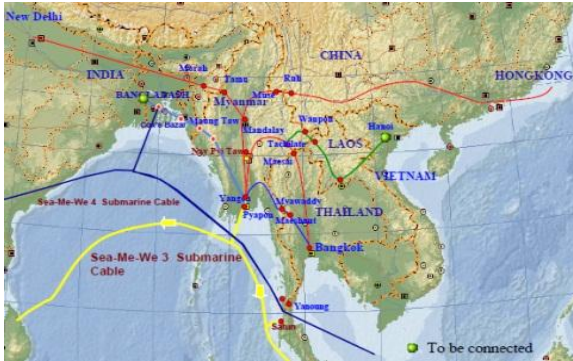 New Delhi
CHINA
Moreh
INDIA
Tamu
Ruli
Muse
HONGKONG
BANGLADESH
Myanmar
Maung Taw
Cox's Bazar
Mandalay
Wanpon
Hanoi
Nay Pyi Taw
Tachilate
LAOS
Maesai
VIETNAM
Yangon
Myawaddy
Sea-Me-We 4 Submarine Cable
Pyapon
THAILAND
Bangkok
Sea-Me-We 3 Submarine
Cable
Satun
To be connected